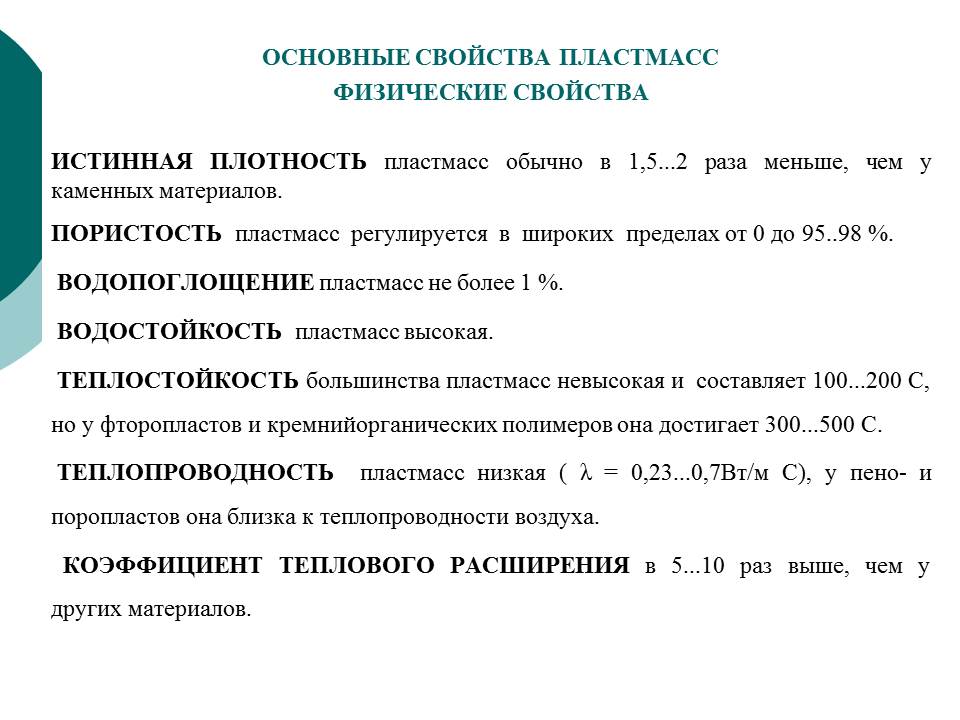 ОСНОВНЫЕ СВОЙСТВА ПЛАСТМАСС
ФИЗИЧЕСКИЕ СВОЙСТВА
ИСТИННАЯ ПЛОТНОСТЬ пластмасс обычно в 1,5...2 раза меньше, чем у
каменных материалов.
ПОРИСТОСТЬ пластмасс регулируется в широких пределах от 0 до 95..98 %.
ВОДОПОГЛОЩЕНИЕ пластмасс не более 1 %.
ВОДОСТОЙКОСТЬ пластмасс высокая.
ТЕПЛОСТОЙКОСТЬ большинства пластмасс невысокая и составляет 100...200 С,
но у фторопластов и кремнийорганических полимеров она достигает 300...500 С.
ТЕПЛОПРОВОДНОСТЬ пластмасс низкая ( λ = 0,23...0,7Вт/м С), у пено- и
поропластов она близка к теплопроводности воздуха.
КОЭФФИЦИЕНТ ТЕПЛОВОГО РАСШИРЕНИЯ в 5...10 раз выше, чем у
других материалов.